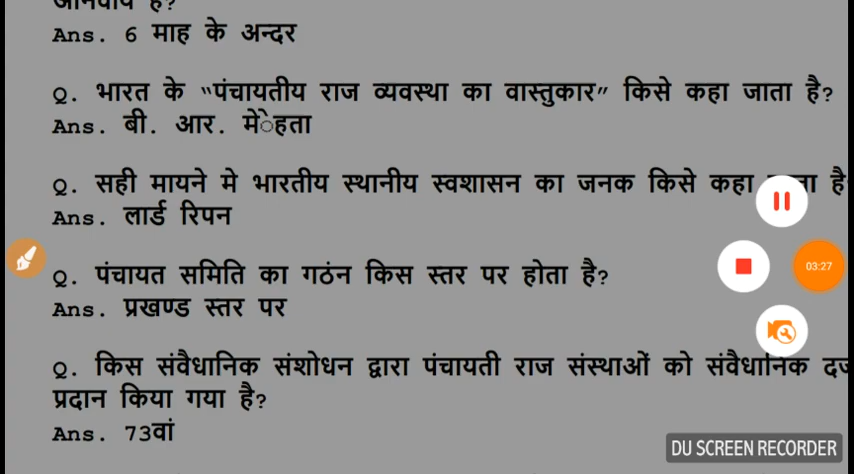 Ans. 6 माह के अन्दर
Q. भारत के "पंचायतीय राज व्यवस्था का वास्तुकार" किसे कहा जाता है?
Ans. बी. आर. मेंेहता
Q. सही मायने मे भारतीय स्थानीय स्वशासन का जनक किसे कहा है
Ans. लार्ड रिपन
Q. पंचायत समिति का गठंन किस स्तर पर होता है?
Ans. प्रखण्ड स्तर पर
Q. किस संवैधानिक संशोधन द्वारा पंचायती राज संस्थाओं को संवैधानिक
प्रदान किया गया है?
Ans. 73वां
03:27
DU SCREEN RECORDER